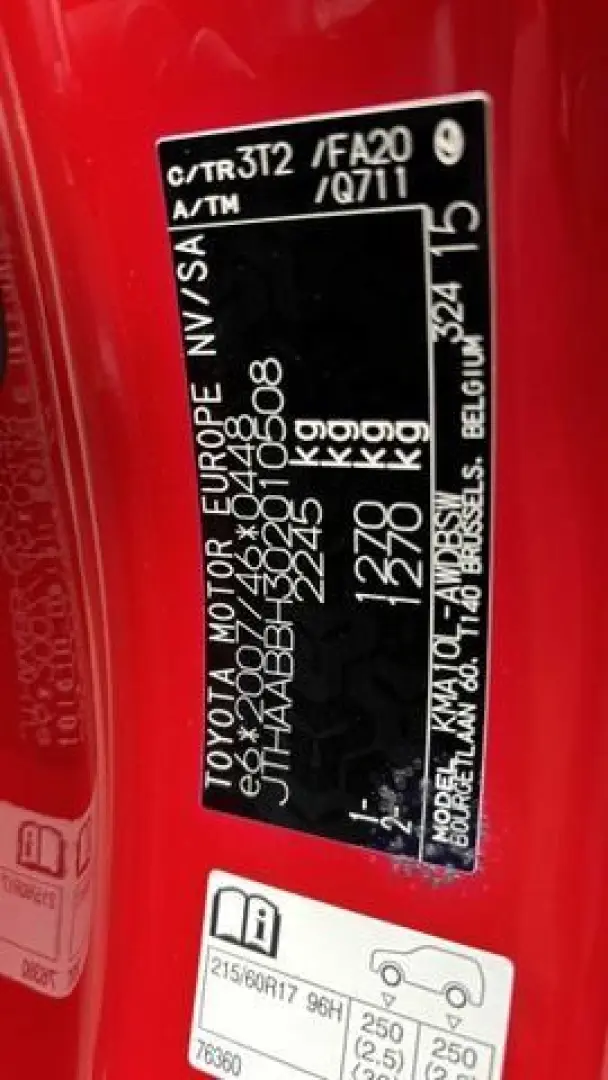 C/TR 3T2 /FA20
A/TM /Q711
TOYOTA MOTOR EUROPE NV/SA
e6*2007/46*0448
JTHAABBH302010508
2245 kg
kg
1- 1270 kg
2- 1270 kg
MODEL KMA10L-AWDBSW 324 15
BOURGETLAAN 60. 1140 BRUSSELS. BELGIUM
215/60R17 96H
250
(2.5)
250
76360